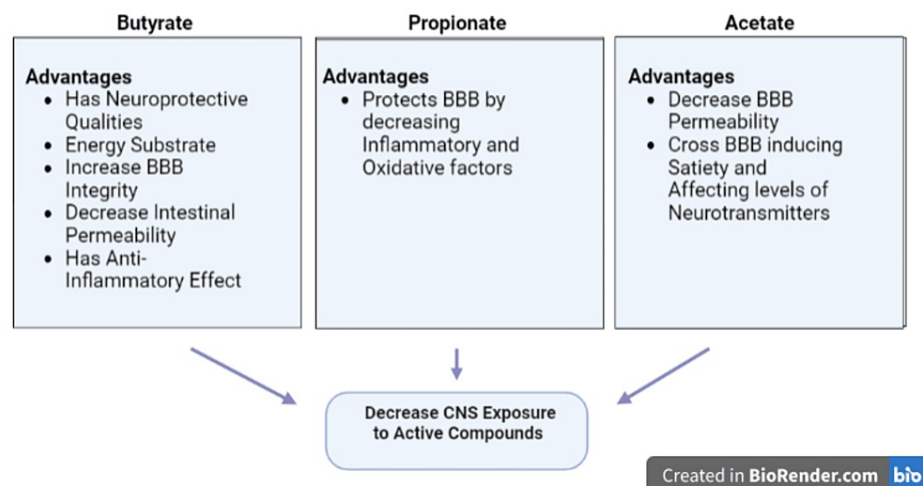 Butyrate
Advantages
• Has Neuroprotective
Qualities
• Energy Substrate
• Increase BBB
Integrity
• Decrease Intestinal
Permeability
• Has Anti-
Inflammatory Effect
Propionate
Advantages
• Protects BBB by
decreasing
Inflammatory and
Oxidative factors
Acetate
Advantages
• Decrease BBB
Permeability
• Cross BBB inducing
Satiety and
Affecting levels of
Neurotransmitters
Decrease CNS Exposure
to Active Compounds
Created in BioRender.com bio